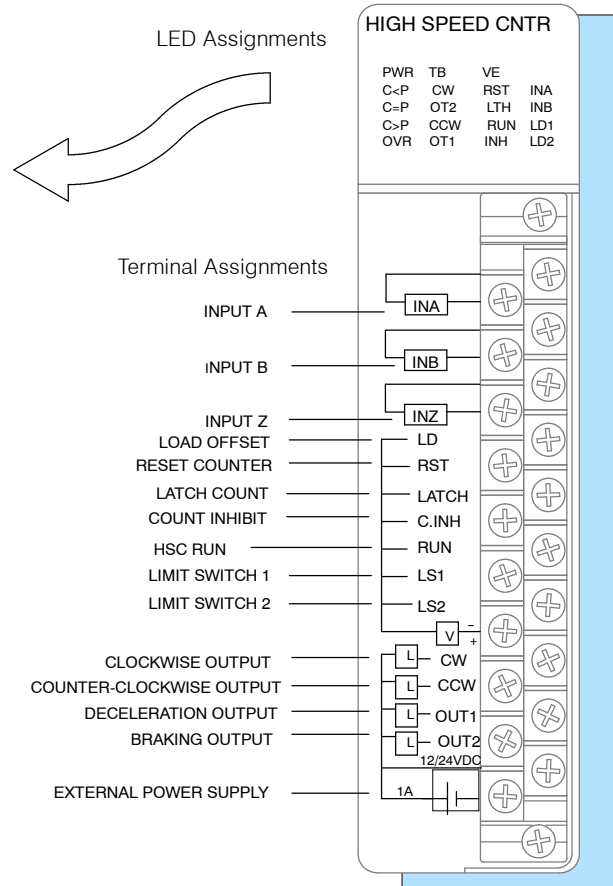 LED Assignments
HIGH SPEED CNTR
PWR TB VE
C<P CW RST INA
C=P OT2 LTH INB
C>P CCW RUN LD1
OVR OT1 INH LD2
Terminal Assignments
INPUT A INA
INPUT B INB
INPUT Z INZ
LOAD OFFSET LD
RESET COUNTER RST
LATCH COUNT LATCH
COUNT INHIBIT C.INH
HSC RUN RUN
LIMIT SWITCH 1 LS1
LIMIT SWITCH 2 LS2
V - +
CLOCKWISE OUTPUT L CW
COUNTER-CLOCKWISE OUTPUT L CCW
DECELERATION OUTPUT L OUT1
BRAKING OUTPUT L OUT2
12/24VDC
EXTERNAL POWER SUPPLY 1A